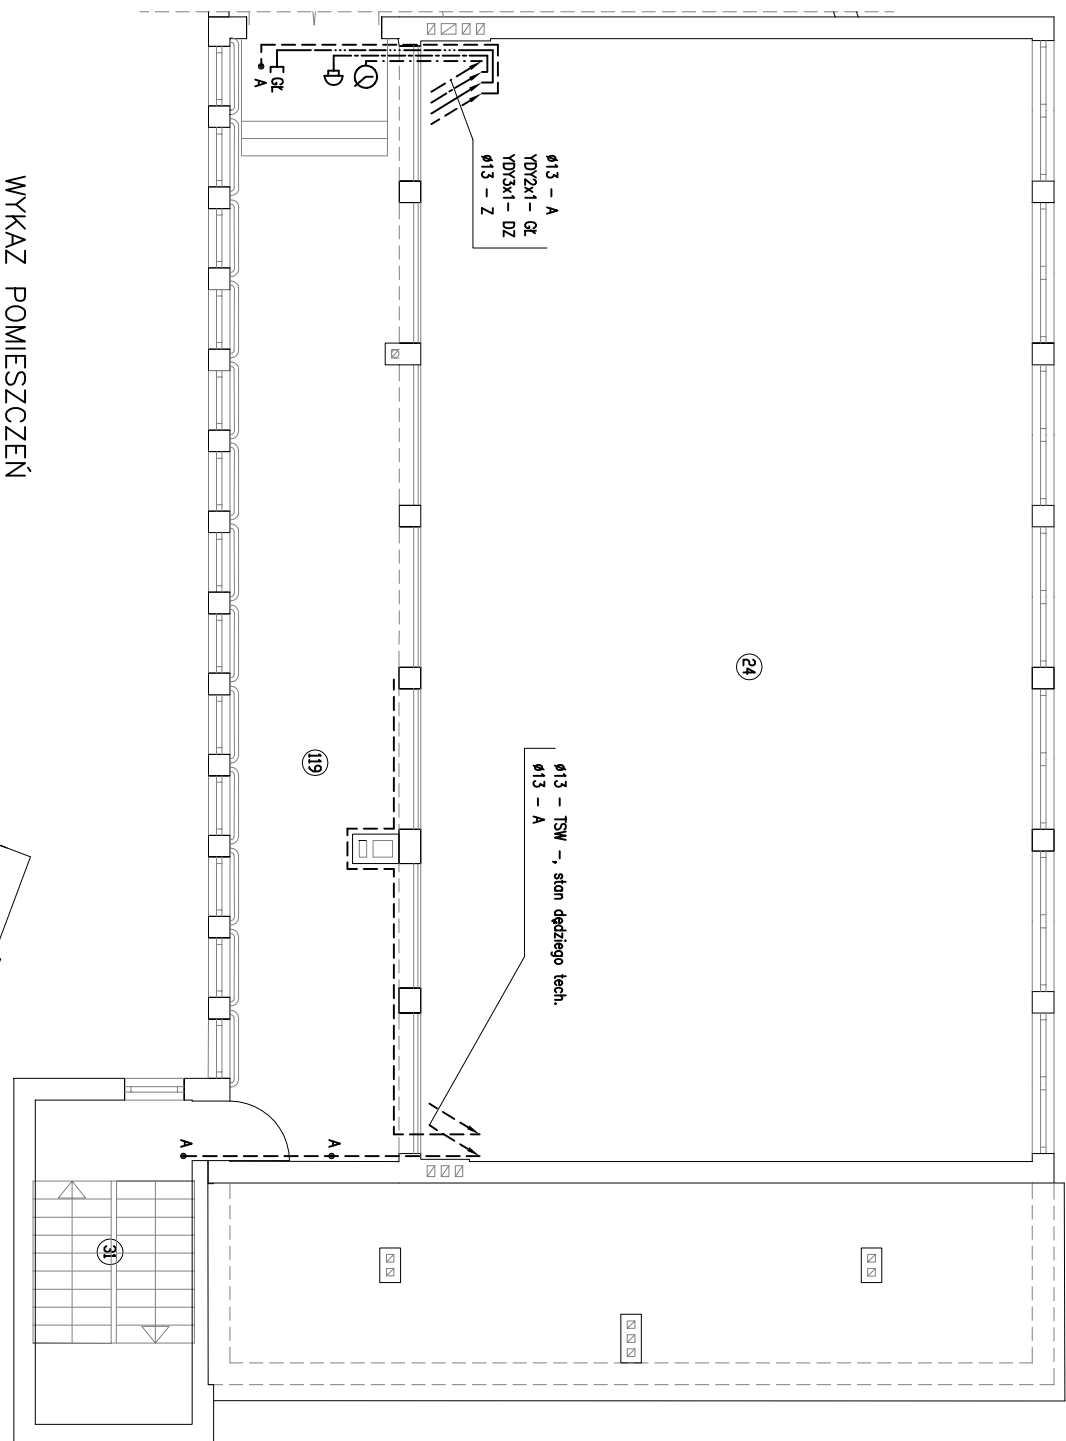 ø13 - A
YDY2x1- GŁ
YDY3x1- DZ
ø13 - Z
GŁ
A
24
119
ø13 - TSW -, stan dędziego tech.
ø13 - A
A
A
31
WYKAZ POMIESZCZEŃ